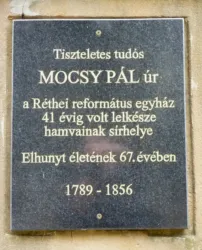 Tiszteletes tudós
MOCSY PÁL úr
a Réthei református egyház
41 évig volt lelkésze
hamvainak sírhelye
Elhunyt életének 67. évében
1789 - 1856